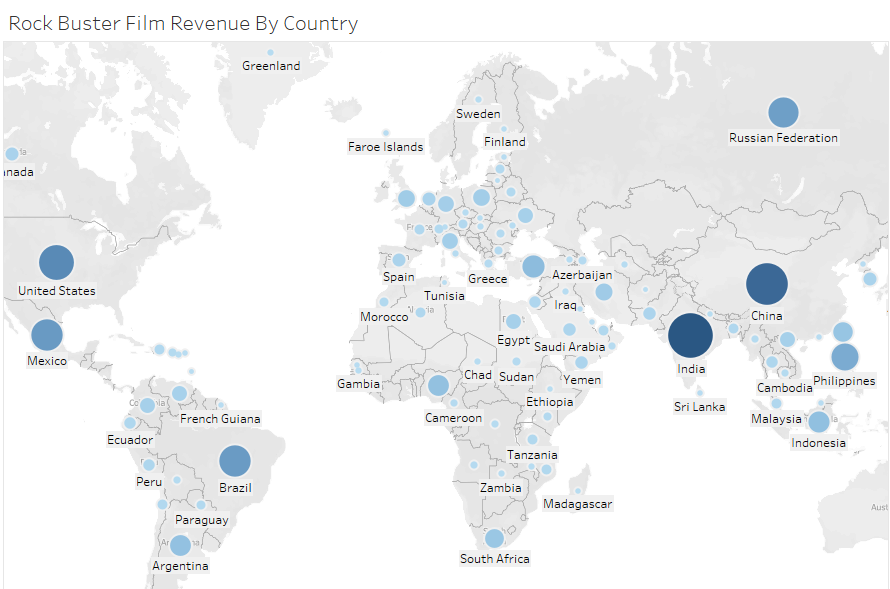 Rock Buster Film Revenue By Country
Greenland
Sweden
Faroe Islands
Finland
Russian Federation
nada
United States
Spain
Greece
Azerbaijan
Tunisia
Iraq
China
Morocco
Egypt
Saudi Arabia
Mexico
India
Gambia
Chad
Sudan
Yemen
Cambodia
Philippines
Ethiopia
Sri Lanka
French Guiana
Cameroon
Malaysia
Ecuador
Indonesia
Tanzania
Peru
Brazil
Zambia
Madagascar
Aust
Paraguay
South Africa
Argentina